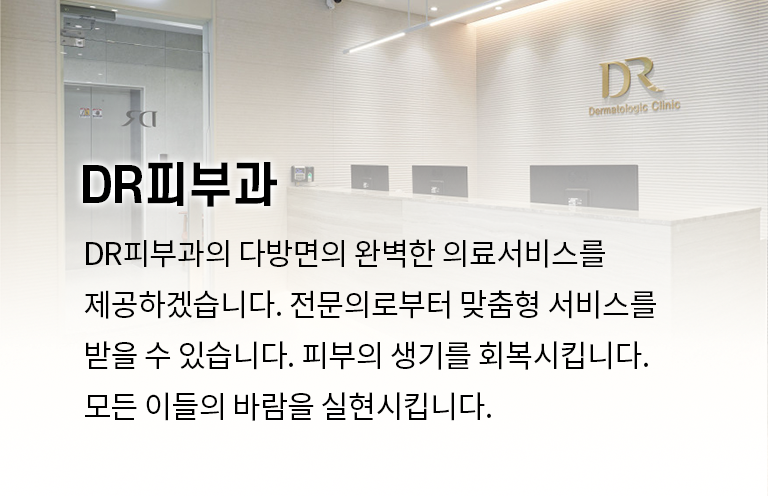 DR
Dermatologic Clinic
DR
DR피부과
DR피부과의 다방면의 완벽한 의료서비스를
제공하겠습니다. 전문의로부터 맞춤형 서비스를
받을 수 있습니다. 피부의 생기를 회복시킵니다.
모든 이들의 바람을 실현시킵니다.